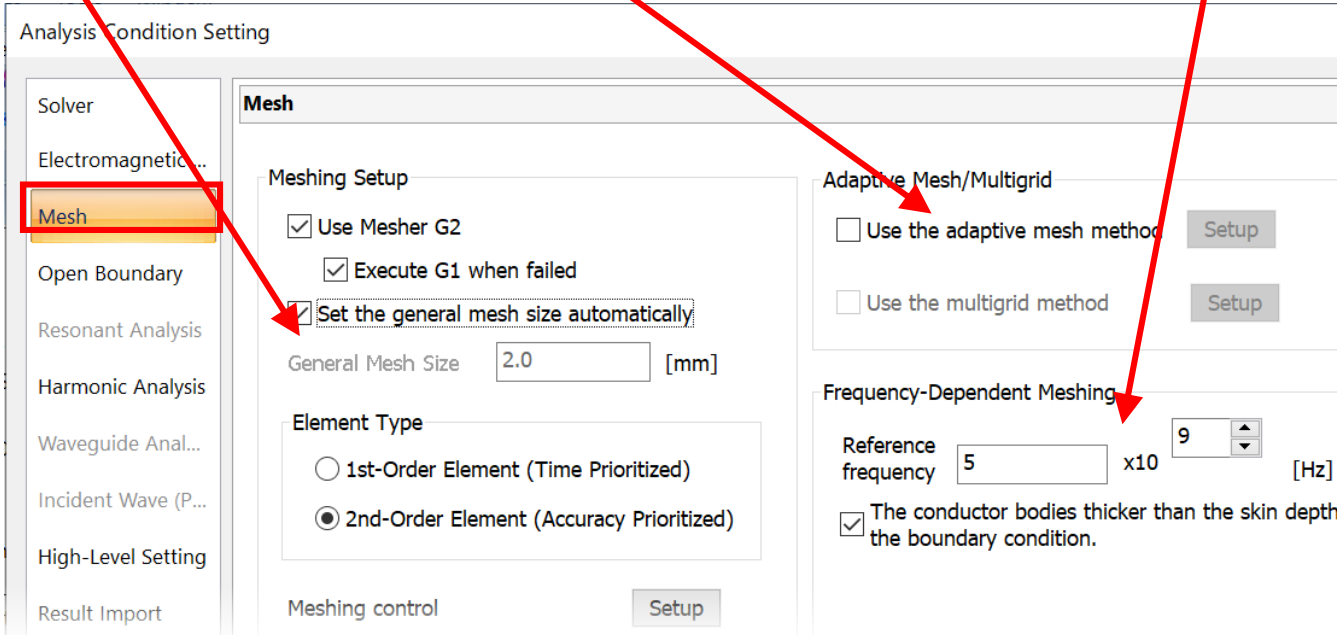 Analysis Condition Setting
Solver
Electromagnetic ...
Mesh
Open Boundary
Resonant Analysis
Harmonic Analysis
Waveguide Anal...
Incident Wave (P...
High-Level Setting
Result Import
Mesh
Meshing Setup
Use Mesher G2
Execute G1 when failed
Set the general mesh size automatically
General Mesh Size 2.0 [mm]
Element Type
1st-Order Element (Time Prioritized)
2nd-Order Element (Accuracy Prioritized)
Meshing control Setup
Adaptive Mesh/Multigrid
Use the adaptive mesh method Setup
Use the multigrid method Setup
Frequency-Dependent Meshing
Reference
frequency 5 x10 9 [Hz]
The conductor bodies thicker than the skin depth
the boundary condition.